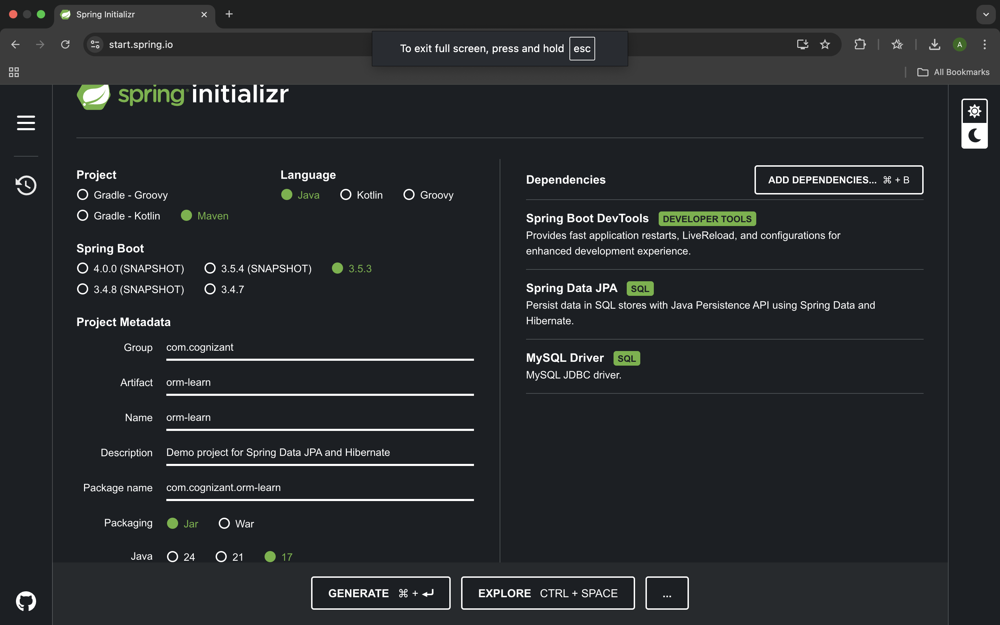 Spring Initializr
start.spring.io
To exit full screen, press and hold esc
A
All Bookmarks
spring® initializr
Project
Gradle - Groovy
Gradle - Kotlin Maven
Language
Java Kotlin Groovy
Spring Boot
4.0.0 (SNAPSHOT) 3.5.4 (SNAPSHOT) 3.5.3
3.4.8 (SNAPSHOT) 3.4.7
Project Metadata
Group com.cognizant
Artifact orm-learn
Name orm-learn
Description Demo project for Spring Data JPA and Hibernate
Package name com.cognizant.orm-learn
Packaging Jar War
Java 24 21 17
Dependencies ADD DEPENDENCIES... ⌘ + B
Spring Boot DevTools DEVELOPER TOOLS
Provides fast application restarts, LiveReload, and configurations for
enhanced development experience.
Spring Data JPA SQL
Persist data in SQL stores with Java Persistence API using Spring Data and
Hibernate.
MySQL Driver SQL
MySQL JDBC driver.
GENERATE ⌘ + ↵ EXPLORE CTRL + SPACE ...